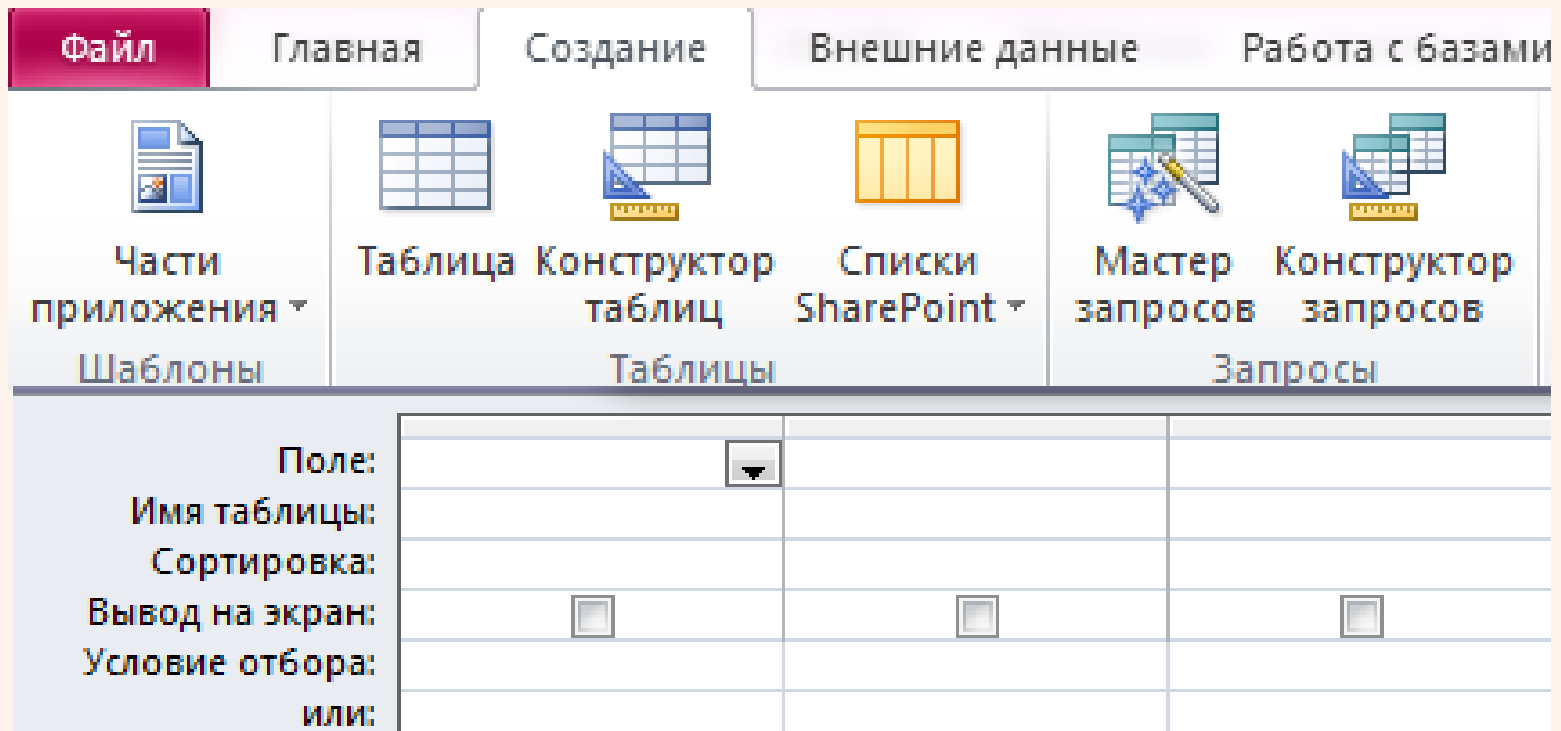 Файл Главная Создание Внешние данные Работа с базами
Части приложения
Таблица
Конструктор таблиц
Списки SharePoint
Мастер запросов
Конструктор запросов
Шаблоны Таблицы Запросы
Поле:
Имя таблицы:
Сортировка:
Вывод на экран:
Условие отбора:
или: